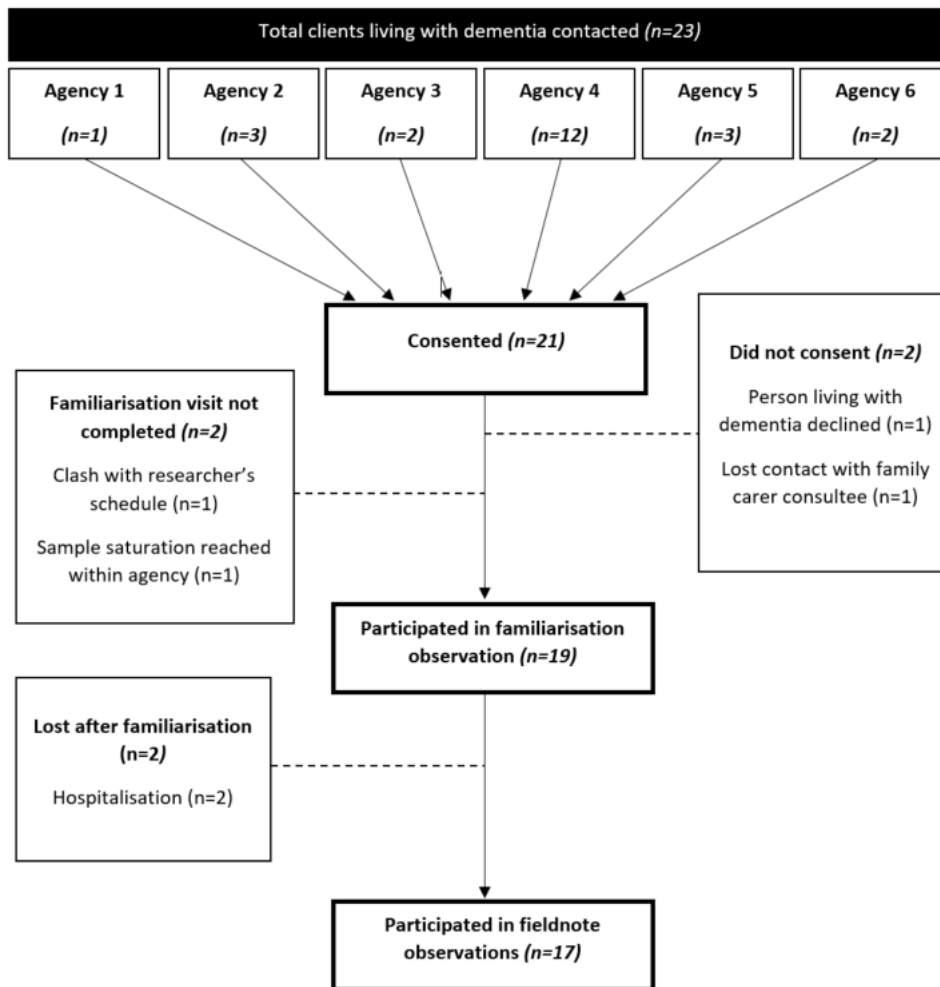 Total clients living with dementia contacted (n=23)
Agency 1
(n=1)
Agency 2
(n=3)
Agency 3
(n=2)
Agency 4
(n=12)
Agency 5
(n=3)
Agency 6
(n=2)
Consented (n=21)
Did not consent (n=2)
Person living with
dementia declined (n=1)
Lost contact with family
carer consultee (n=1)
Familiarisation visit not
completed (n=2)
Clash with researcher’s
schedule (n=1)
Sample saturation reached
within agency (n=1)
Participated in familiarisation
observation (n=19)
Lost after familiarisation
(n=2)
Hospitalisation (n=2)
Participated in fieldnote
observations (n=17)